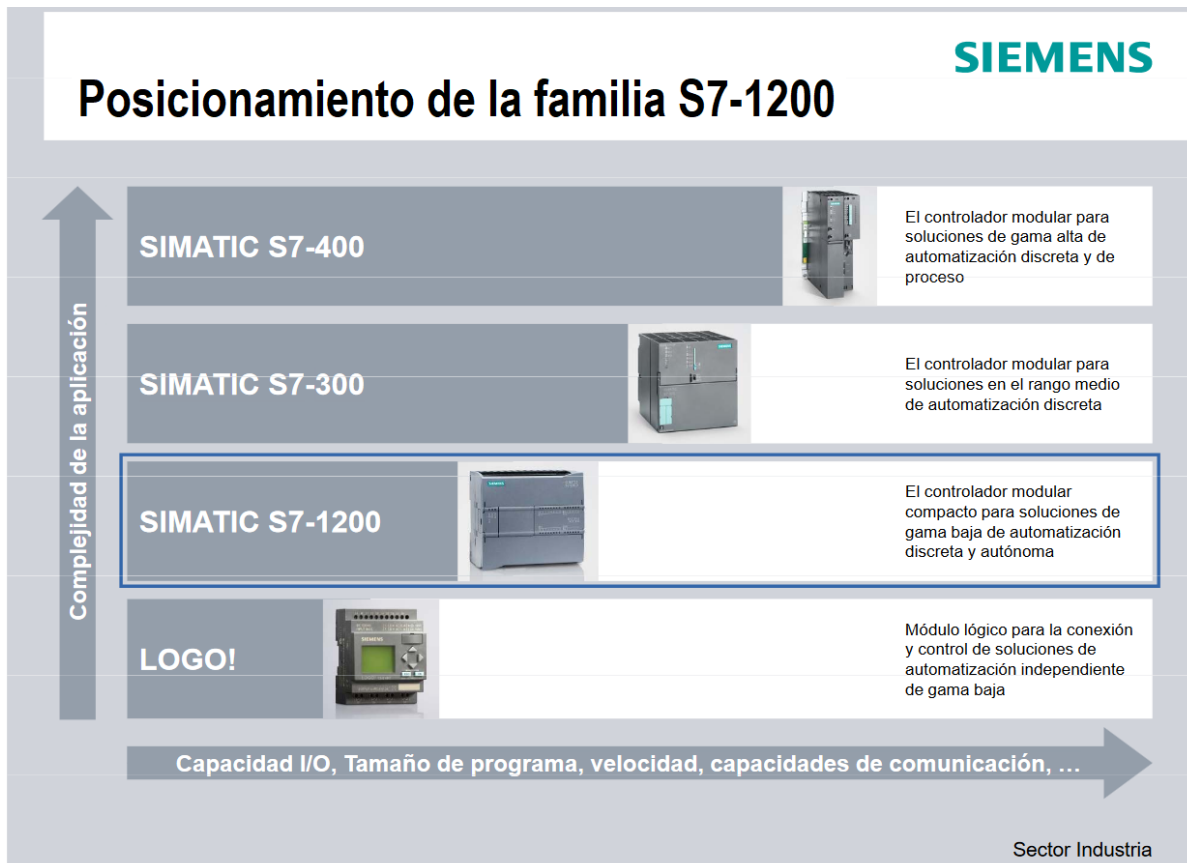 SIEMENS
Posicionamiento de la familia S7-1200
Complejidad de la aplicación
SIMATIC S7-400
El controlador modular para
soluciones de gama alta de
automatización discreta y de
proceso
SIMATIC S7-300
El controlador modular para
soluciones en el rango medio
de automatización discreta
SIMATIC S7-1200
El controlador modular
compacto para soluciones de
gama baja de automatización
discreta y autónoma
LOGO!
SIEMENS
Módulo lógico para la conexión
y control de soluciones de
automatización independiente
de gama baja
Capacidad I/O, Tamaño de programa, velocidad, capacidades de comunicación, …
Sector Industria